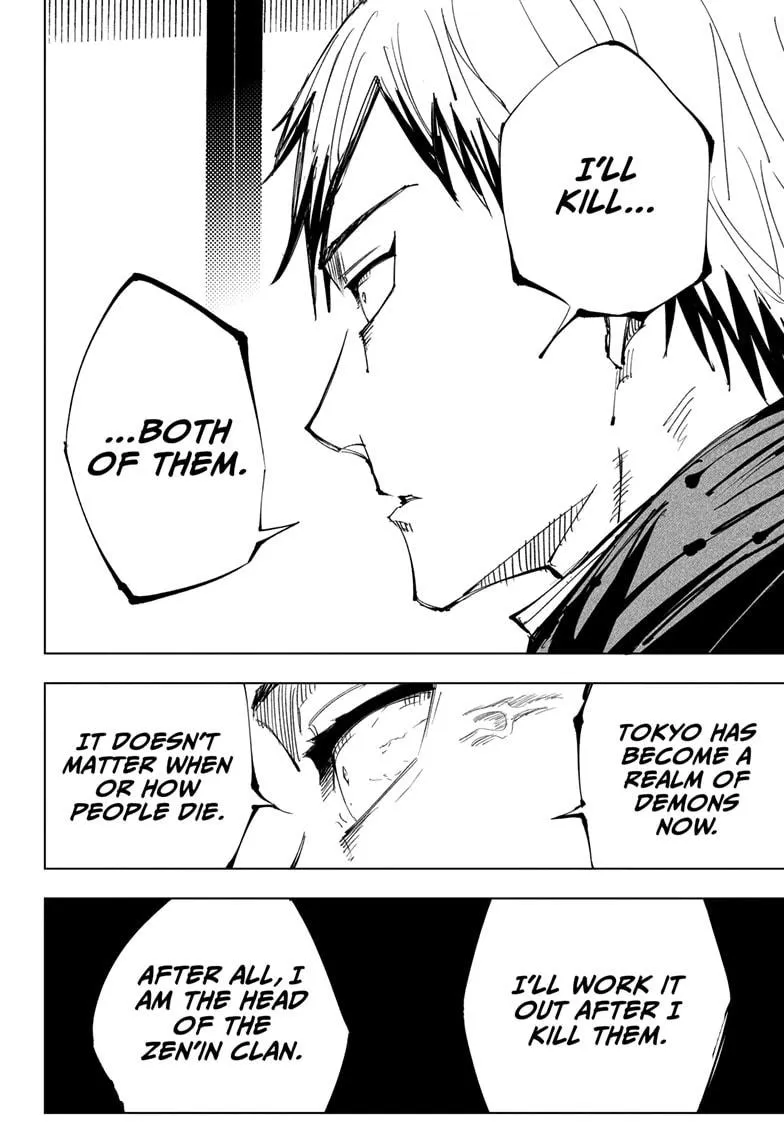 I'LL
KILL...
...BOTH
OF THEM.
TOKYO HAS
BECOME A
REALM OF
DEMONS
NOW.
IT DOESN'T
MATTER WHEN
OR HOW
PEOPLE DIE.
I'LL WORK IT
OUT AFTER I
KILL THEM.
AFTER ALL, I
AM THE HEAD
OF THE
ZEN'IN CLAN.